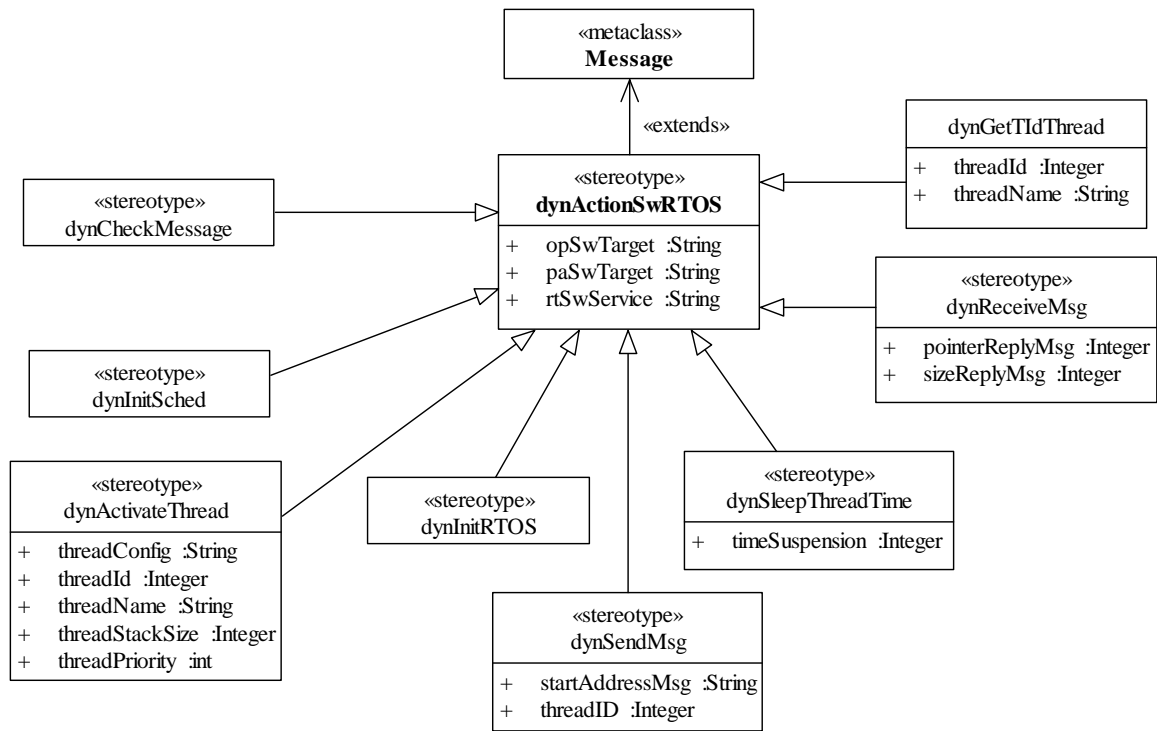 «metaclass»
Message
«extends»
dynGetTIdThread
+ threadId :Integer
+ threadName :String
«stereotype»
dynActionSwRTOS
+ opSwTarget :String
+ paSwTarget :String
+ rtSwService :String
«stereotype»
dynCheckMessage
«stereotype»
dynReceiveMsg
+ pointerReplyMsg :Integer
+ sizeReplyMsg :Integer
«stereotype»
dynInitSched
«stereotype»
dynActivateThread
+ threadConfig :String
+ threadId :Integer
+ threadName :String
+ threadStackSize :Integer
+ threadPriority :int
«stereotype»
dynInitRTOS
«stereotype»
dynSleepThreadTime
+ timeSuspension :Integer
«stereotype»
dynSendMsg
+ startAddressMsg :String
+ threadID :Integer